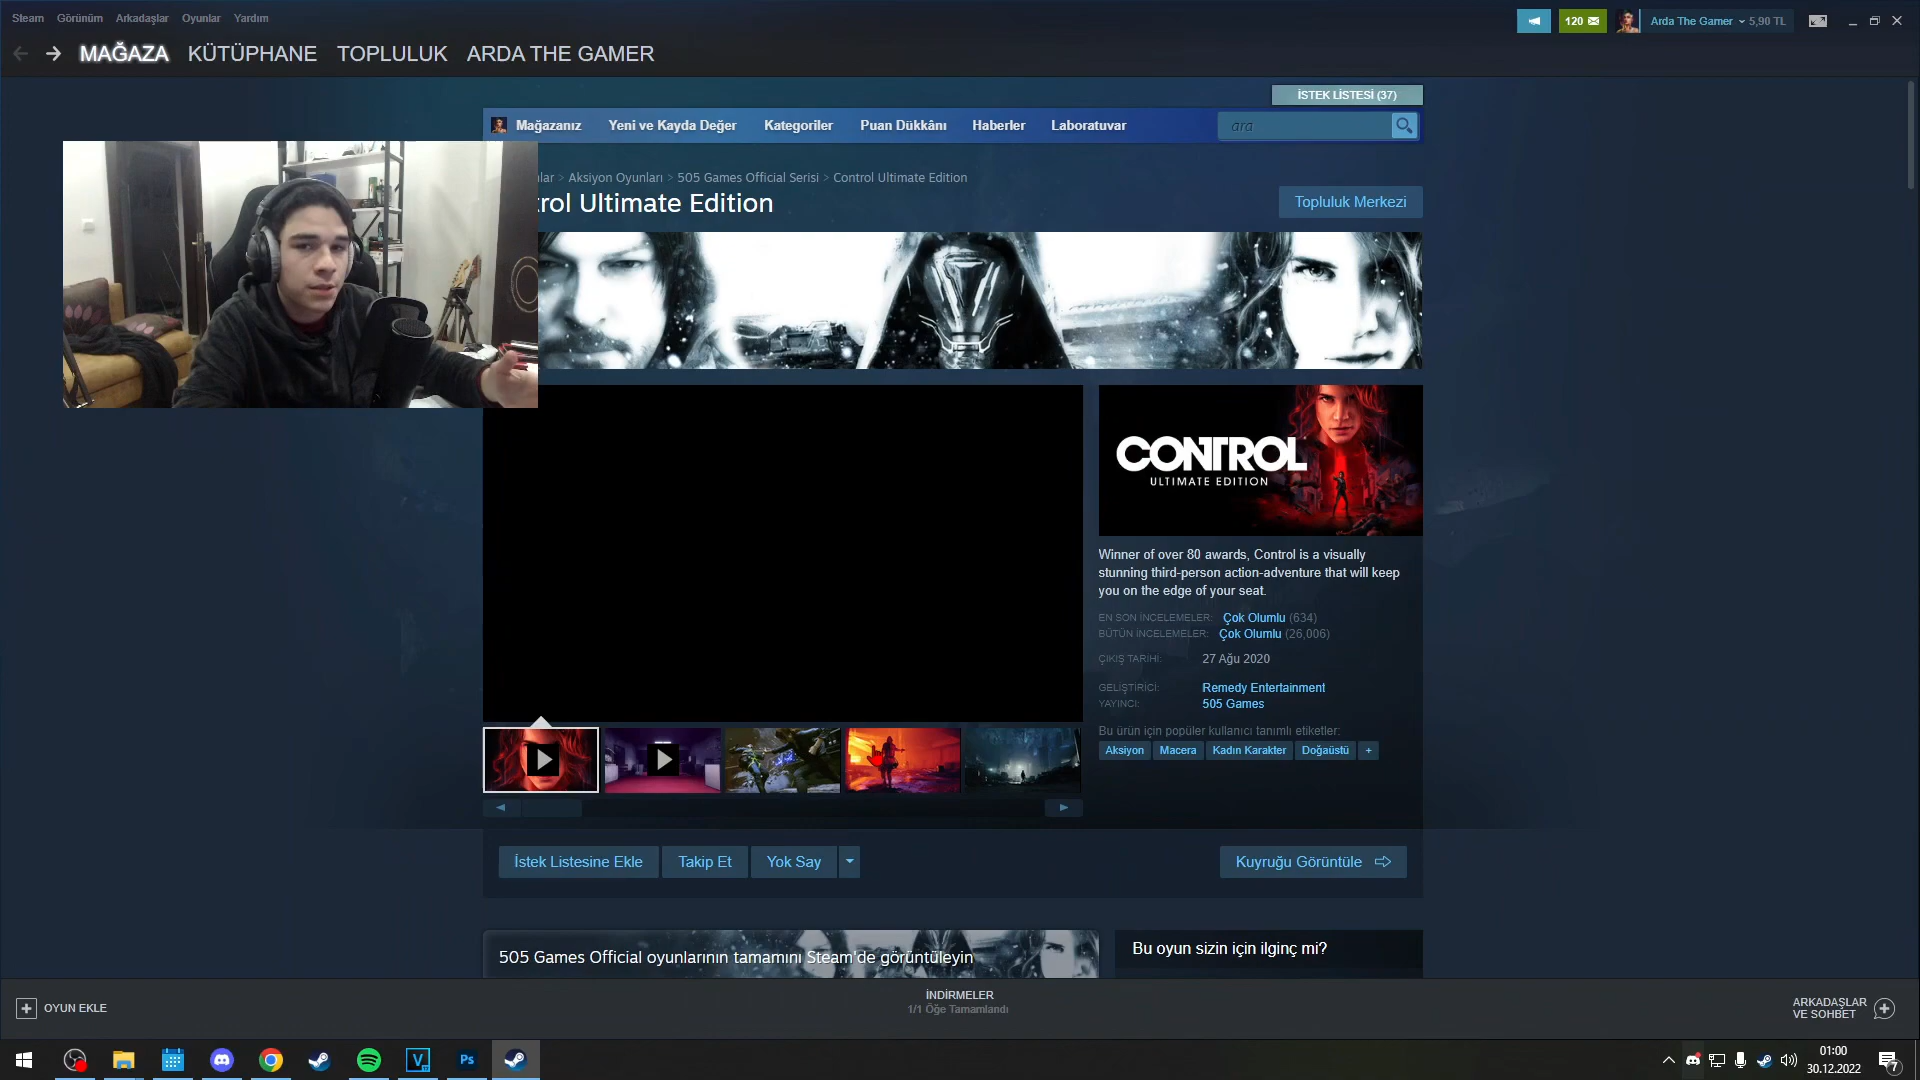 Steam Görünüm Arkadaşlar Oyunlar Yardım
120
Arda The Gamer 5,90 TL
MAĞAZA KÜTÜPHANE TOPLULUK ARDA THE GAMER
İSTEK LİSTESİ (37)
Mağazanız Yeni ve Kayda Değer Kategoriler Puan Dükkânı Haberler Laboratuvar
ara
lar > Aksiyon Oyunları > 505 Games Official Serisi > Control Ultimate Edition
trol Ultimate Edition
Topluluk Merkezi
CONTROL
ULTIMATE EDITION
Winner of over 80 awards, Control is a visually
stunning third-person action-adventure that will keep
you on the edge of your seat.
EN SON İNCELEMELER: Çok Olumlu (634)
BÜTÜN İNCELEMELER: Çok Olumlu (26,006)
ÇIKIŞ TARİHİ: 27 Ağu 2020
GELİŞTİRİCİ: Remedy Entertainment
YAYINCI: 505 Games
Bu ürün için popüler kullanıcı tanımlı etiketler:
Aksiyon Macera Kadın Karakter Doğaüstü +
İstek Listesine Ekle Takip Et Yok Say
Kuyruğu Görüntüle
505 Games Official oyunlarının tamamını Steam'de görüntüleyin
Bu oyun sizin için ilginç mi?
OYUN EKLE
İNDİRMELER
1/1 Öğe Tamamlandı
ARKADAŞLAR
VE SOHBET
V
Ps
01:00
30.12.2022
7